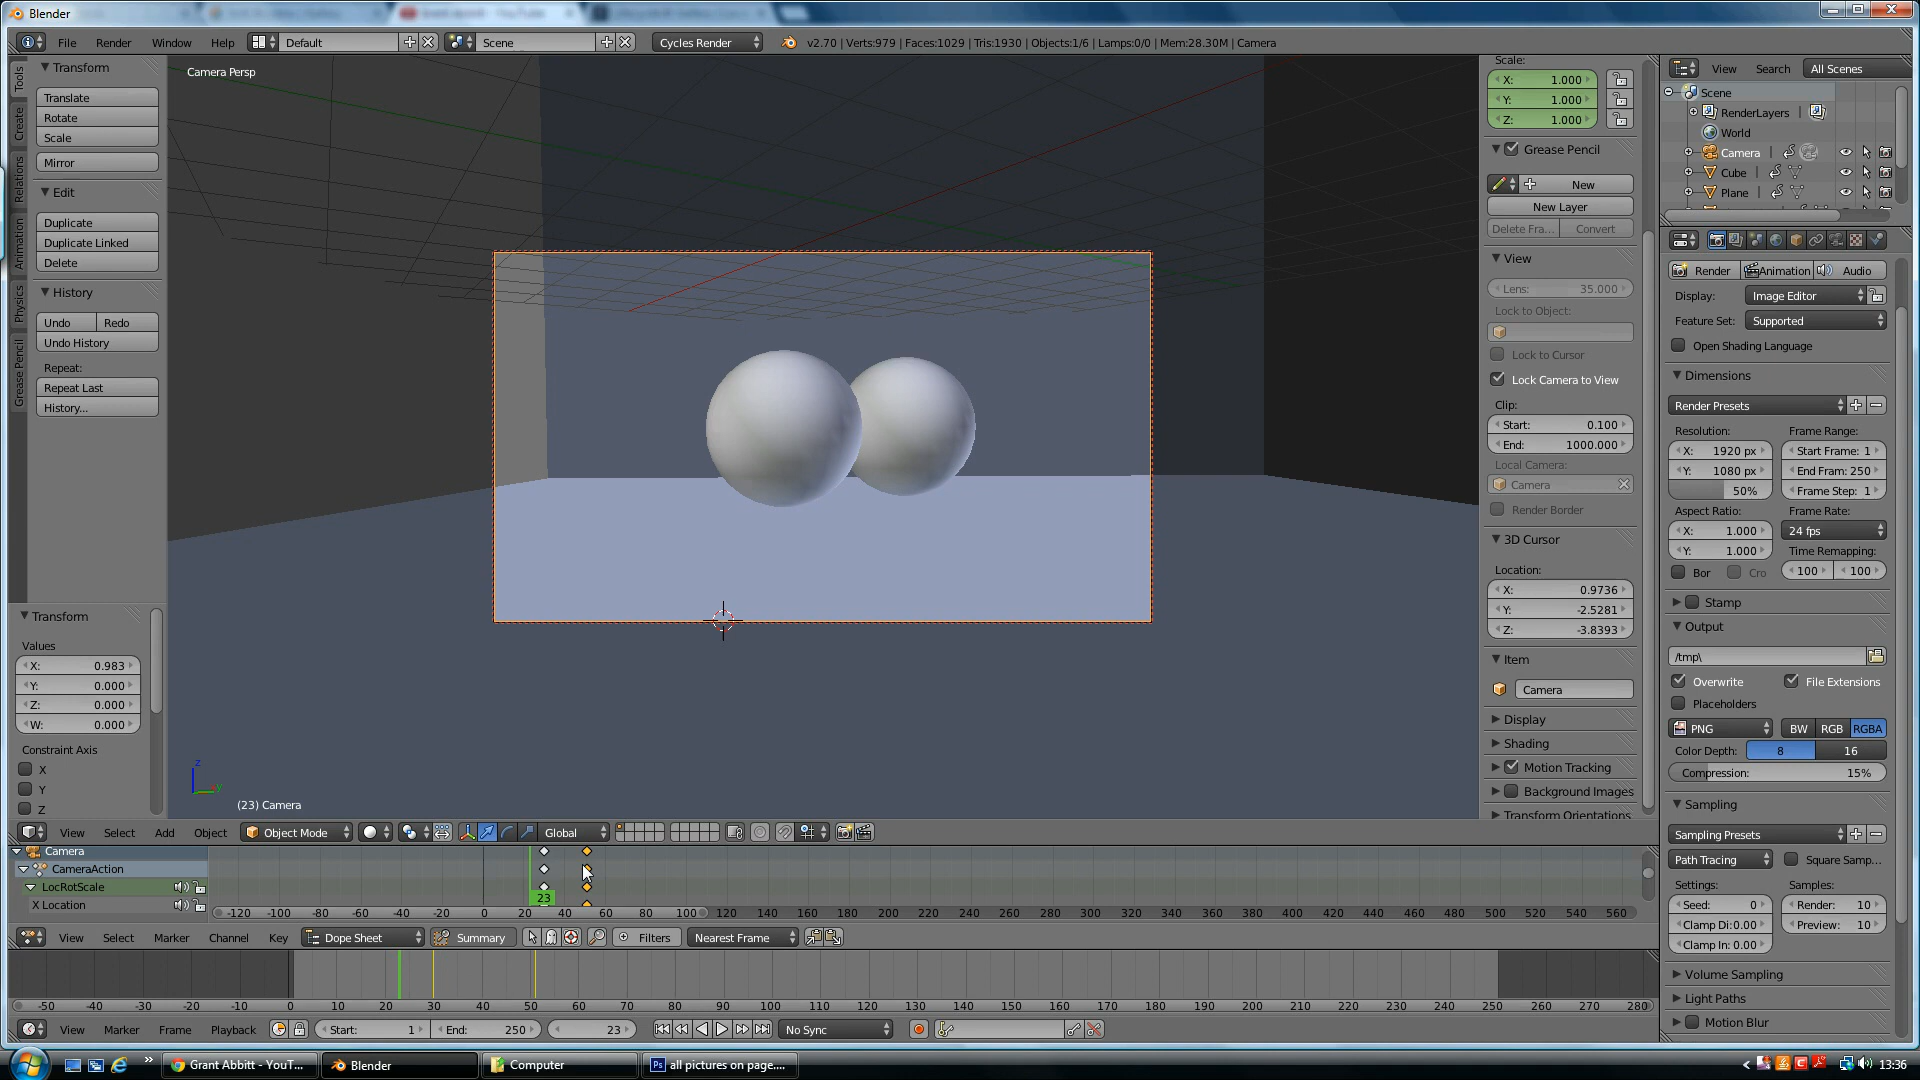 Blender
File Render Window Help Default Scene Cycles Render v2.70 | Verts:979 | Faces:1029 | Tris:1930 | Objects:1/6 | Lamps:0/0 | Mem:28.30M | Camera
Tools
Create
Relations
Animation
Physics
Grease Pencil
Transform
Translate
Rotate
Scale
Mirror
Edit
Duplicate
Duplicate Linked
Delete
History
Undo Redo
Undo History
Repeat:
Repeat Last
History...
Transform
Values
X: 0.983
Y: 0.000
Z: 0.000
W: 0.000
Constraint Axis
X
Y
Z
Camera Persp
z
y
(23) Camera
Scale:
X: 1.000
Y: 1.000
Z: 1.000
Grease Pencil
New
New Layer
Delete Fra... Convert
View
Lens: 35.000
Lock to Object:
Lock to Cursor
Lock Camera to View
Clip:
Start: 0.100
End: 1000.000
Local Camera:
Camera
Render Border
3D Cursor
Location:
X: 0.9736
Y: -2.5281
Z: -3.8393
Item
Camera
Display
Shading
Motion Tracking
Background Images
Transform Orientations
View Search All Scenes
Scene
RenderLayers |
World
Camera |
Cube |
Plane |
Render Animation Audio
Display: Image Editor
Feature Set: Supported
Open Shading Language
Dimensions
Render Presets
Resolution: Frame Range:
X: 1920 px Start Frame: 1
Y: 1080 px End Fram: 250
50% Frame Step: 1
Aspect Ratio: Frame Rate:
X: 1.000 24 fps
Y: 1.000 Time Remapping:
Bor Cro 100 100
Stamp
Output
/tmp\
Overwrite File Extensions
Placeholders
PNG BW RGB RGBA
Color Depth: 8 16
Compression: 15%
Sampling
Sampling Presets
Path Tracing Square Samp...
Settings: Samples:
Seed: 0 Render: 10
Clamp Di:0.00 Preview: 10
Clamp In: 0.00
Volume Sampling
Light Paths
Motion Blur
View Select Add Object Object Mode Global
Camera
CameraAction
LocRotScale
X Location
23
-120 -100 -80 -60 -40 -20 0 20 40 60 80 100 120 140 160 180 200 220 240 260 280 300 320 340 360 380 400 420 440 460 480 500 520 540 560
View Select Marker Channel Key Dope Sheet Summary Filters Nearest Frame
-50 -40 -30 -20 -10 0 10 20 30 40 50 60 70 80 90 100 110 120 130 140 150 160 170 180 190 200 210 220 230 240 250 260 270 280
View Marker Frame Playback Start: 1 End: 250 23 No Sync
Grant Abbitt - YouT... Blender Computer Ps all pictures on page.... 13:36